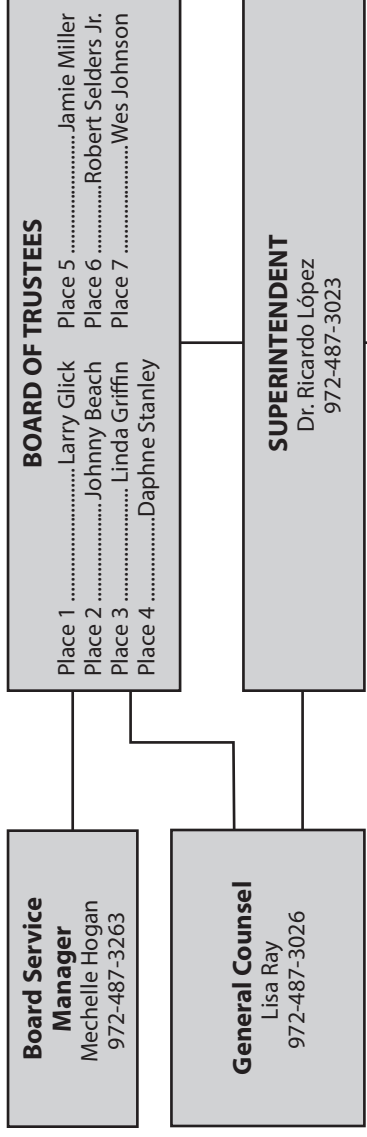 BOARD OF TRUSTEES
Place 1 ........................Larry Glick
Place 2 ....................Johnny Beach
Place 3 .................. Linda Griffin
Place 4 ...............Daphne Stanley
Place 5 .......................Jamie Miller
Place 6 ............Robert Selders Jr.
Place 7 ....................Wes Johnson
Board Service
Manager
Mechelle Hogan
972-487-3263
General Counsel
Lisa Ray
972-487-3026
SUPERINTENDENT
Dr. Ricardo López
972-487-3023